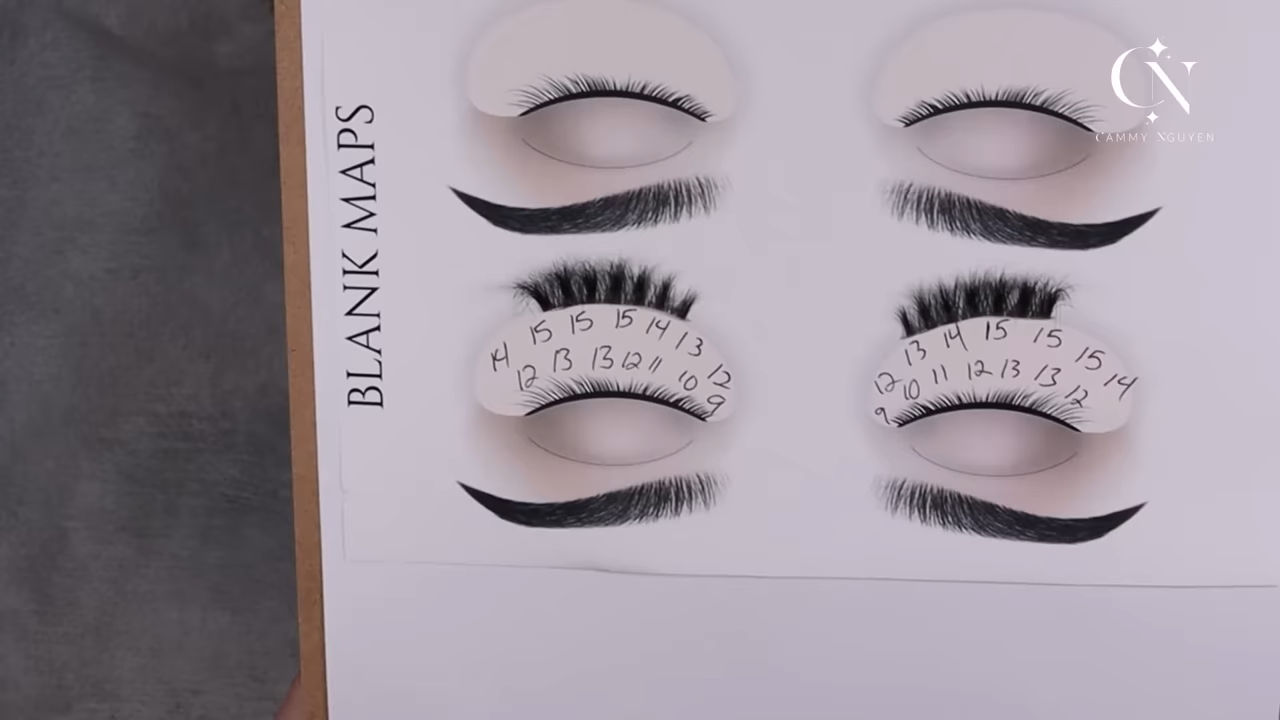 CN
CAMMY NGUYEN
BLANK MAPS
14 15 15 15 14 13 12
12 13 13 12 11 10 9
12 13 14 15 15 15 14
9 10 11 12 13 13 12